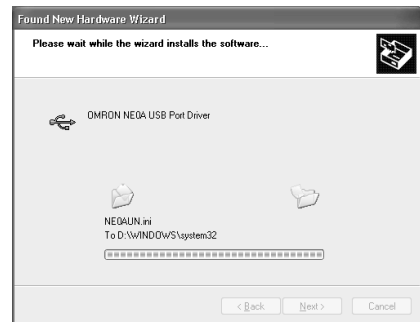 Found New Hardware Wizard
Please wait while the wizard installs the software...
OMRON NE0A USB Port Driver
NE0AUN.ini
To D:\WINDOWS\system32
< Back
Next >
Cancel